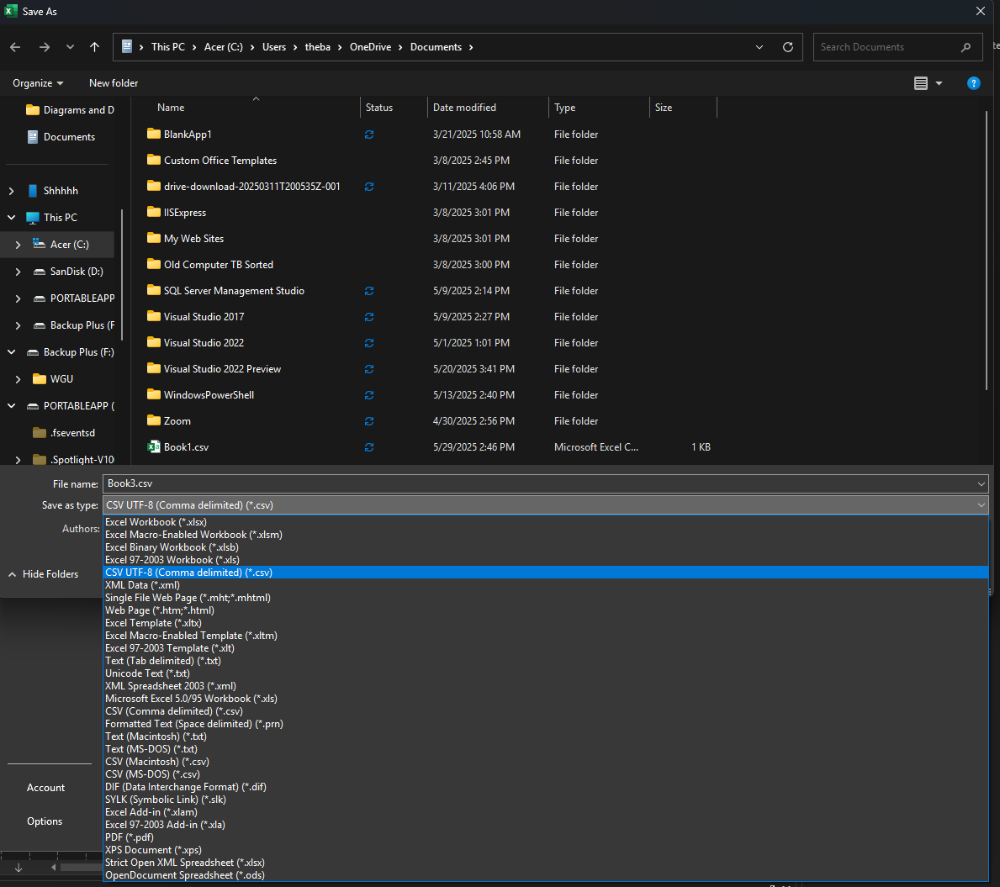 Save As
This PC > Acer (C:) > Users > theba > OneDrive > Documents >
Search Documents
Organize
New folder
Name Status Date modified Type Size
Diagrams and D
Documents
Shhhhh
This PC
Acer (C:)
SanDisk (D:)
PORTABLEAPP
Backup Plus (F
Backup Plus (F:)
WGU
PORTABLEAPP (
.fseventsd
.Spotlight-V10
BlankApp1 3/21/2025 10:58 AM File folder
Custom Office Templates 3/8/2025 2:45 PM File folder
drive-download-20250311T200535Z-001 3/11/2025 4:06 PM File folder
IISExpress 3/8/2025 3:01 PM File folder
My Web Sites 3/8/2025 3:01 PM File folder
Old Computer TB Sorted 3/8/2025 3:00 PM File folder
SQL Server Management Studio 5/9/2025 2:14 PM File folder
Visual Studio 2017 5/9/2025 2:27 PM File folder
Visual Studio 2022 5/1/2025 1:01 PM File folder
Visual Studio 2022 Preview 5/20/2025 3:41 PM File folder
WindowsPowerShell 5/13/2025 2:40 PM File folder
Zoom 4/30/2025 2:56 PM File folder
Book1.csv 5/29/2025 2:46 PM Microsoft Excel C... 1 KB
File name: Book3.csv
Save as type: CSV UTF-8 (Comma delimited) (*.csv)
Authors:
Hide Folders
Excel Workbook (*.xlsx)
Excel Macro-Enabled Workbook (*.xlsm)
Excel Binary Workbook (*.xlsb)
Excel 97-2003 Workbook (*.xls)
CSV UTF-8 (Comma delimited) (*.csv)
XML Data (*.xml)
Single File Web Page (*.mht;*.mhtml)
Web Page (*.htm;*.html)
Excel Template (*.xltx)
Excel Macro-Enabled Template (*.xltm)
Excel 97-2003 Template (*.xlt)
Text (Tab delimited) (*.txt)
Unicode Text (*.txt)
XML Spreadsheet 2003 (*.xml)
Microsoft Excel 5.0/95 Workbook (*.xls)
CSV (Comma delimited) (*.csv)
Formatted Text (Space delimited) (*.prn)
Text (Macintosh) (*.txt)
Text (MS-DOS) (*.txt)
CSV (Macintosh) (*.csv)
CSV (MS-DOS) (*.csv)
DIF (Data Interchange Format) (*.dif)
SYLK (Symbolic Link) (*.slk)
Excel Add-in (*.xlam)
Excel 97-2003 Add-in (*.xla)
PDF (*.pdf)
XPS Document (*.xps)
Strict Open XML Spreadsheet (*.xlsx)
OpenDocument Spreadsheet (*.ods)
Account
Options